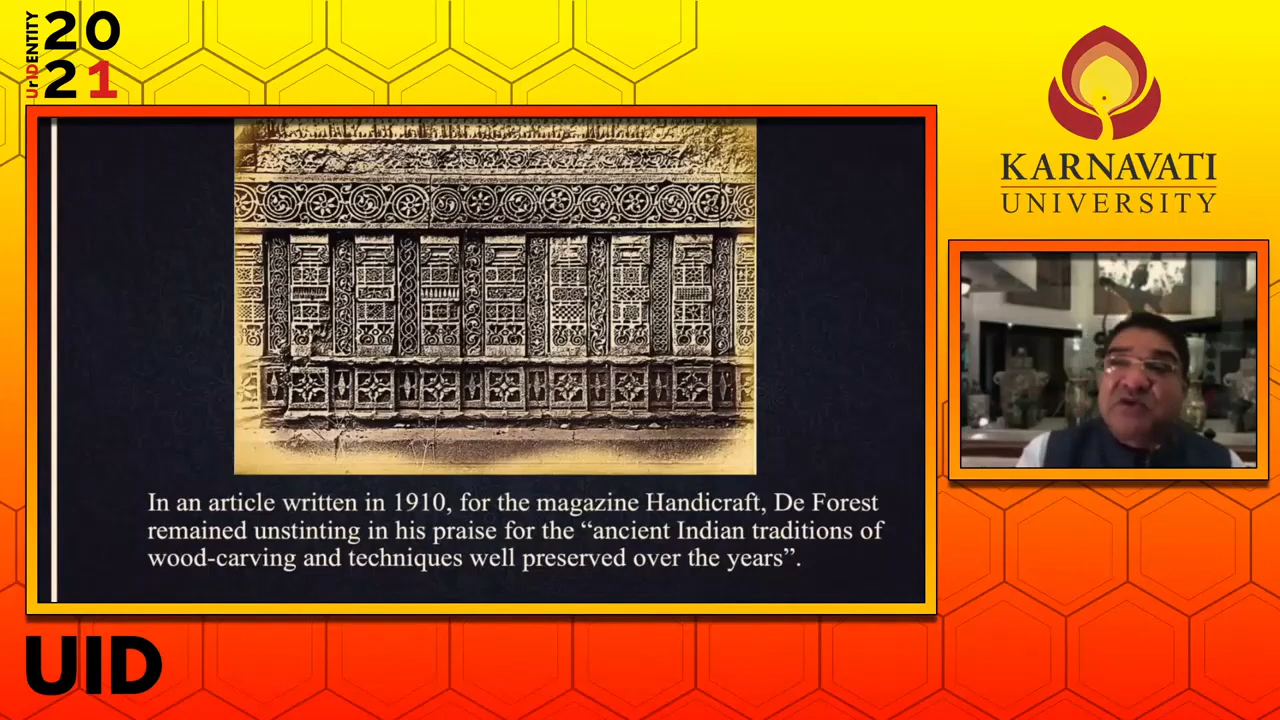 UrIDENTITY
20
21
KARNAVATI
UNIVERSITY
In an article written in 1910, for the magazine Handicraft, De Forest
remained unstinting in his praise for the “ancient Indian traditions of
wood-carving and techniques well preserved over the years”.
UID